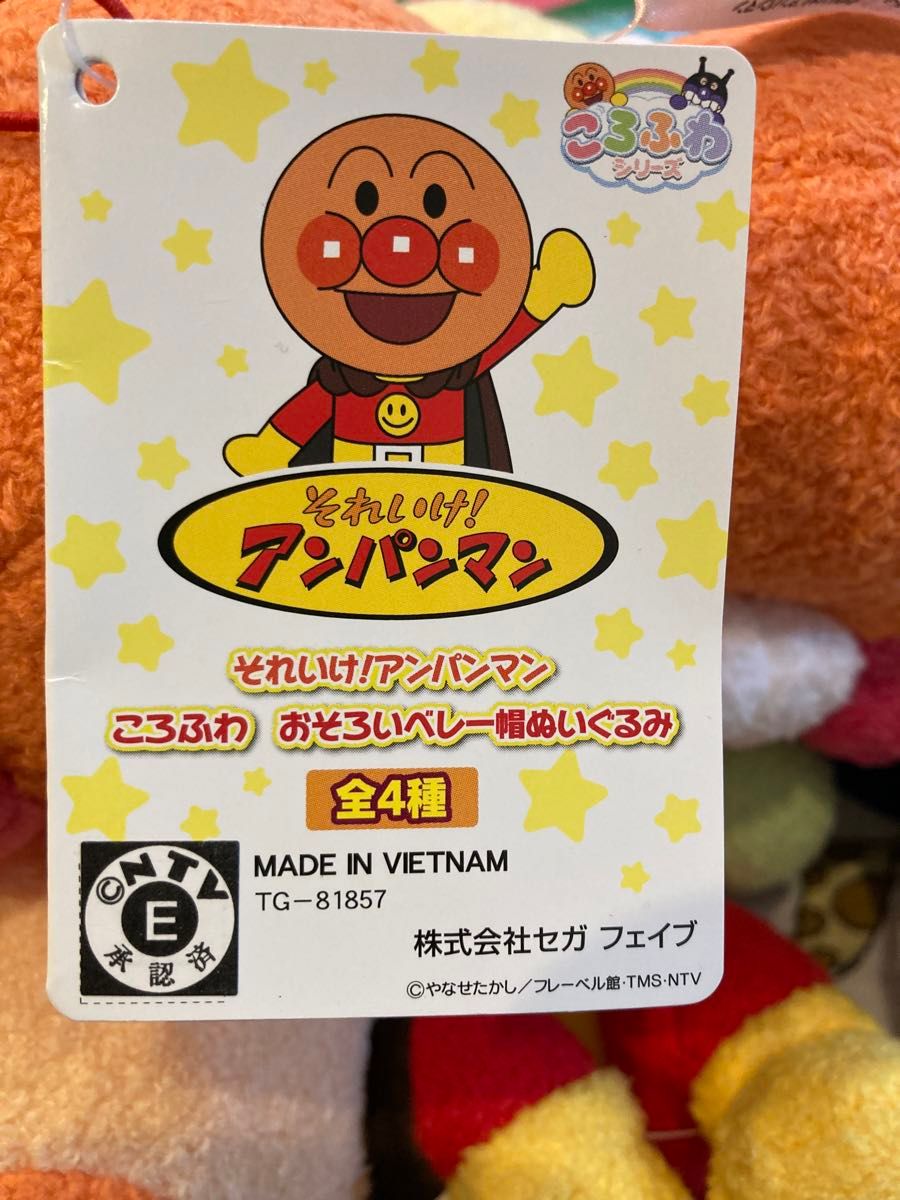 ころふわ
シリーズ
それいけ!
アンパンマン
それいけ!アンパンマン
ころふわ おそろいベレー帽ぬいぐるみ
全4種
©NTV
E
承認済
MADE IN VIETNAM
TG-81857
株式会社セガ フェイブ
©やなせたかし/フレーベル館・TMS・NTV